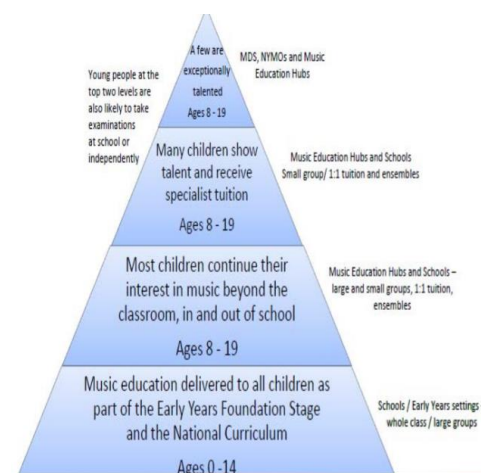 A few are
exceptionally
talented
Ages 8 - 19
MDS, NYMOs and Music
Education Hubs
Young people at the
top two levels are
also likely to take
examinations
at school or
independently
Many children show
talent and receive
specialist tuition
Ages 8 - 19
Music Education Hubs and Schools
Small group/ 1:1 tuition and ensembles
Most children continue their
interest in music beyond the
classroom, in and out of school
Ages 8 - 19
Music Education Hubs and Schools –
large and small groups, 1:1 tuition,
ensembles
Music education delivered to all children as
part of the Early Years Foundation Stage
and the National Curriculum
Ages 0 -14
Schools / Early Years settings
whole class / large groups